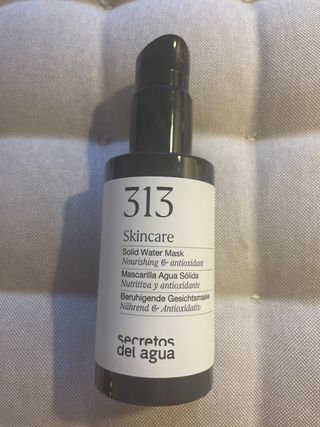 313
Skincare
Solid Water Mask
Nourishing & antioxidant
Mascarilla Agua Sólida
Nutritiva y antioxidante
Beruhigende Gesichtsmaske
Nährend & Antioxidativ
secretos
del agua